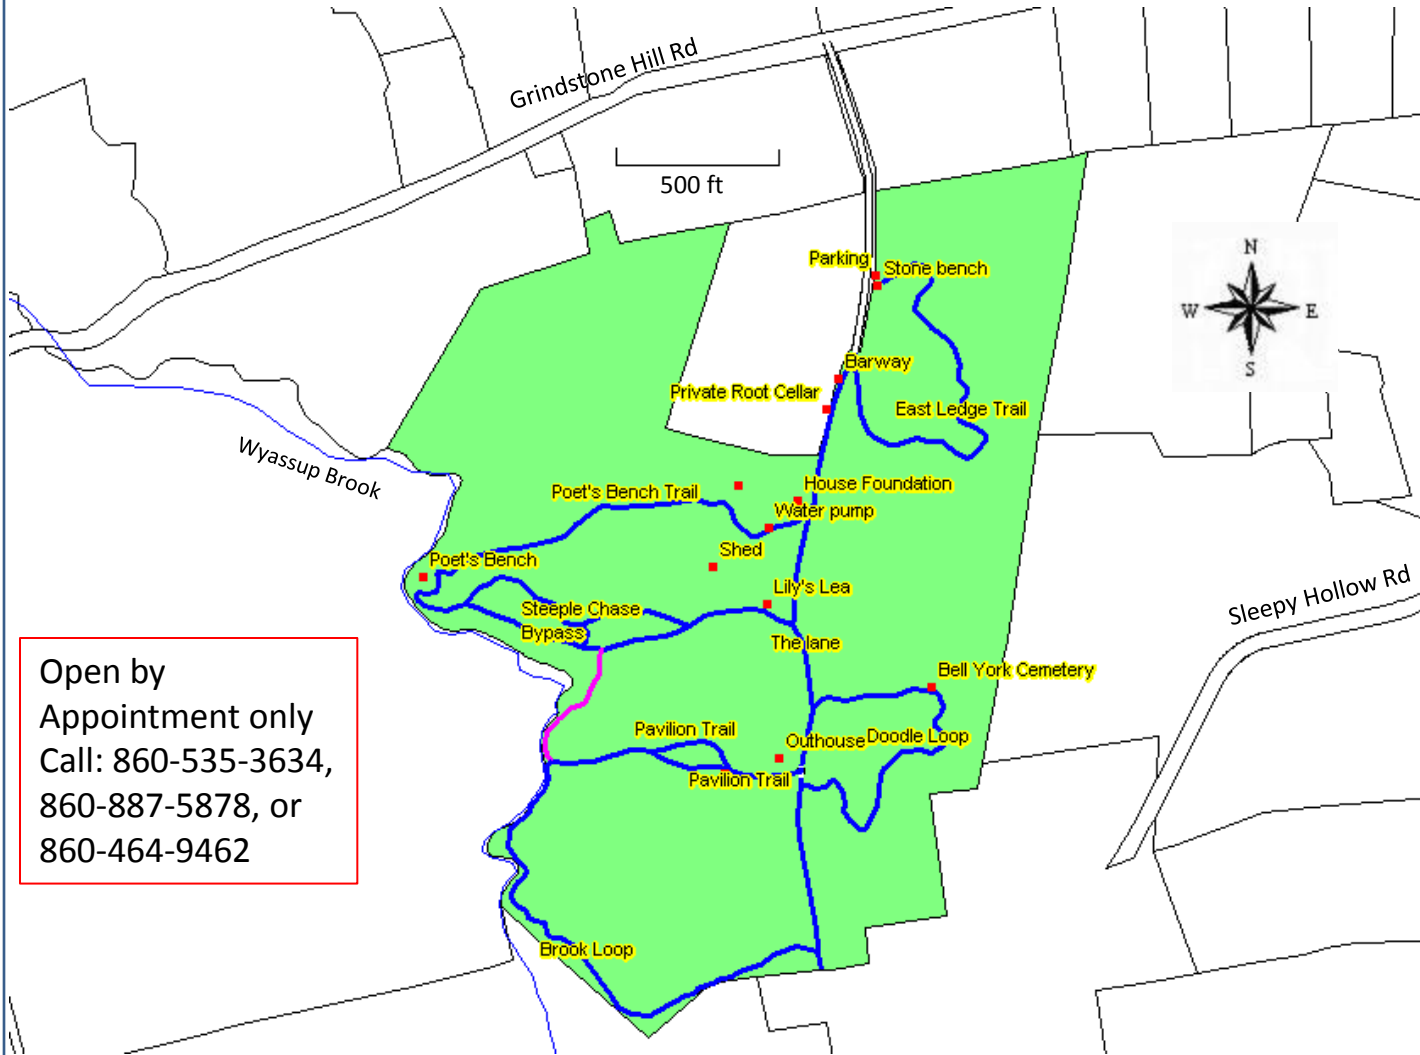 Grindstone Hill Rd
500 ft
Parking
Stone bench
N
W
E
S
Barway
Private Root Cellar
East Ledge Trail
Wyassup Brook
House Foundation
Poet's Bench Trail
Water pump
Shed
Poet's Bench
Lily's Lea
Steeple Chase
Bypass
The lane
Sleepy Hollow Rd
Bell York Cemetery
Open by
Appointment only
Call: 860-535-3634,
860-887-5878, or
860-464-9462
Pavilion Trail
Outhouse
Doodle Loop
Pavilion Trail
Brook Loop